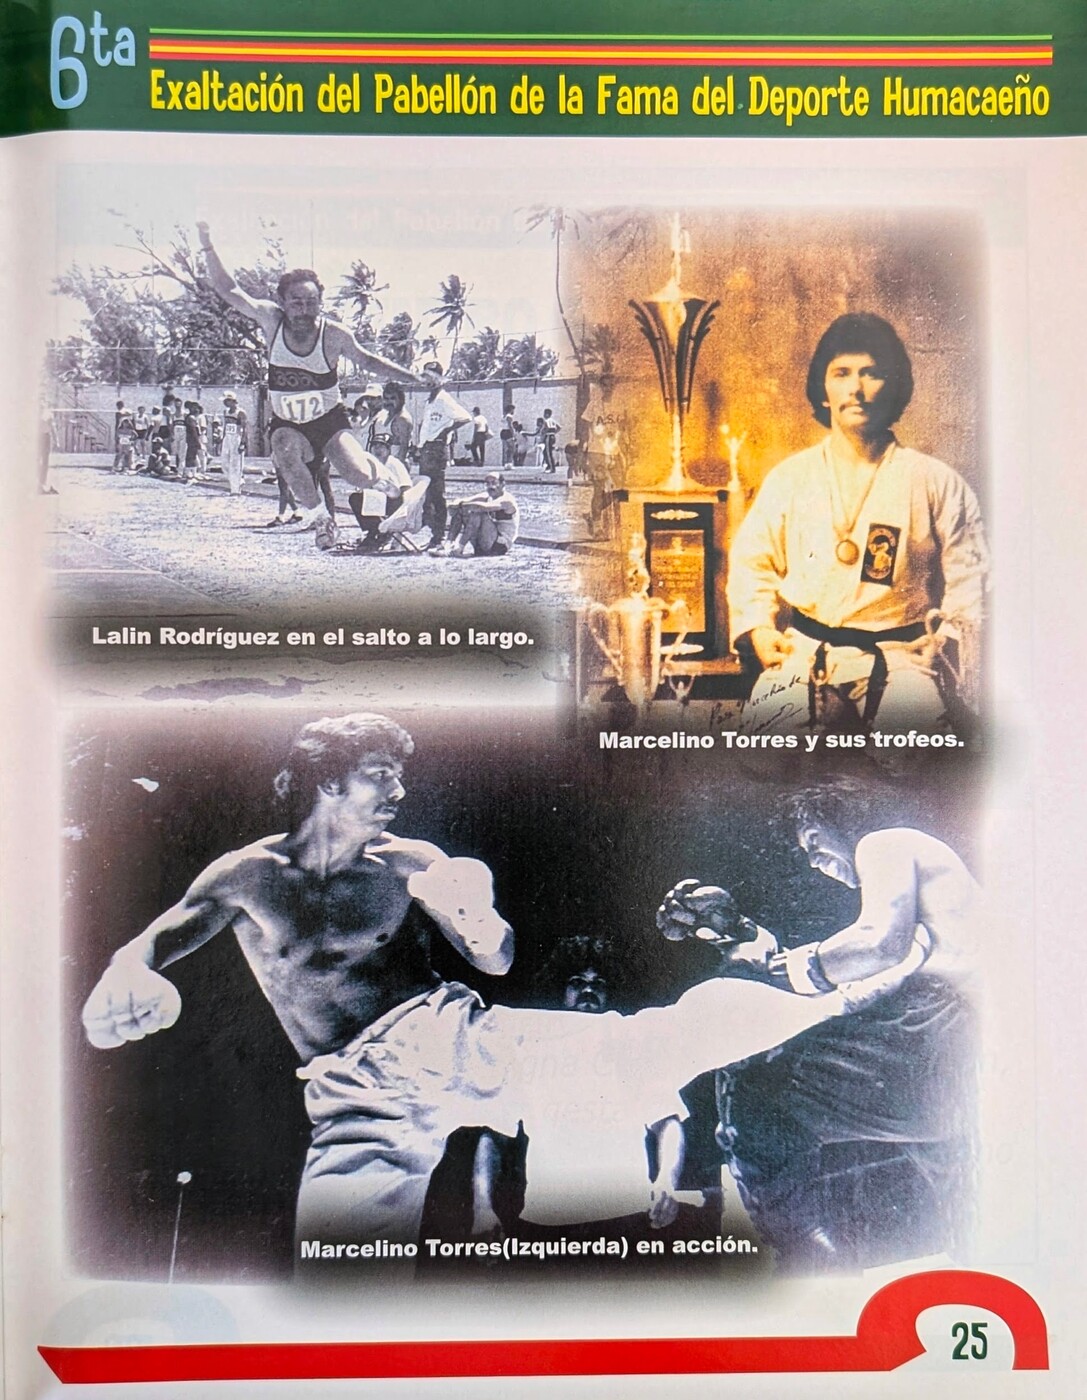 6ta
Exaltación del Pabellón de la Fama del Deporte Humacaeño
172
Lalin Rodríguez en el salto a lo largo.
Marcelino Torres y sus trofeos.
Marcelino Torres(Izquierda) en acción.
25